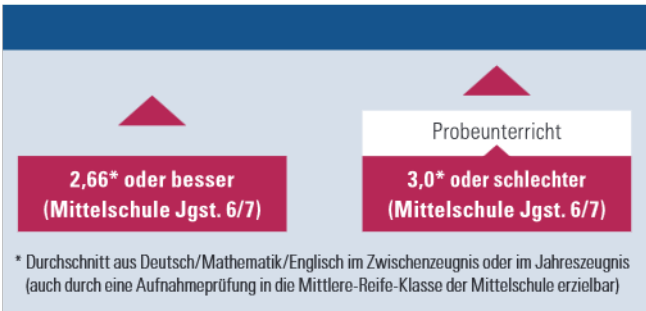 Probeunterricht
2,66* oder besser
(Mittelschule Jgst. 6/7)
3,0* oder schlechter
(Mittelschule Jgst. 6/7)
* Durchschnitt aus Deutsch/Mathematik/Englisch im Zwischenzeugnis oder im Jahreszeugnis
(auch durch eine Aufnahmeprüfung in die Mittlere-Reife-Klasse der Mittelschule erzielbar)